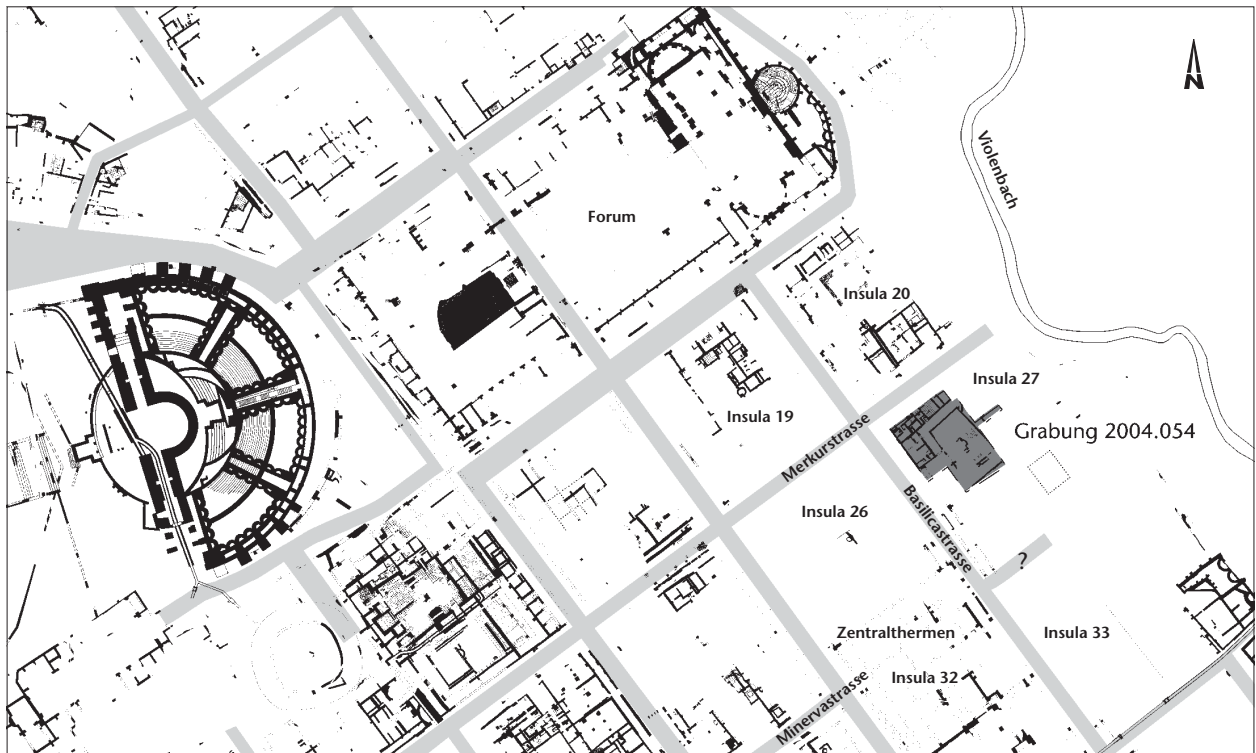 N
Violenbach
Forum
Insula 20
Insula 27
Insula 19
Grabung 2004.054
Merkurstrasse
Insula 26
Basilicastrasse
?
Zentralthermen
Insula 33
Insula 32
Minervastrasse